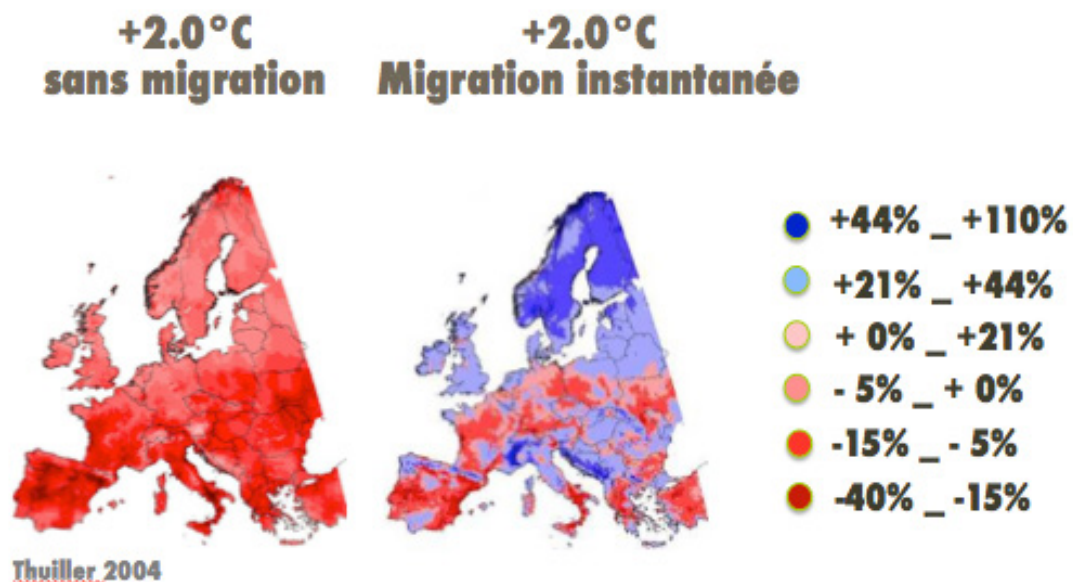 +2.0°C
sans migration
+2.0°C
Migration instantanée
+44% _ +110%
+21% _ +44%
+ 0% _ +21%
- 5% _ + 0%
-15% _ - 5%
-40% _ -15%
Thuiller 2004